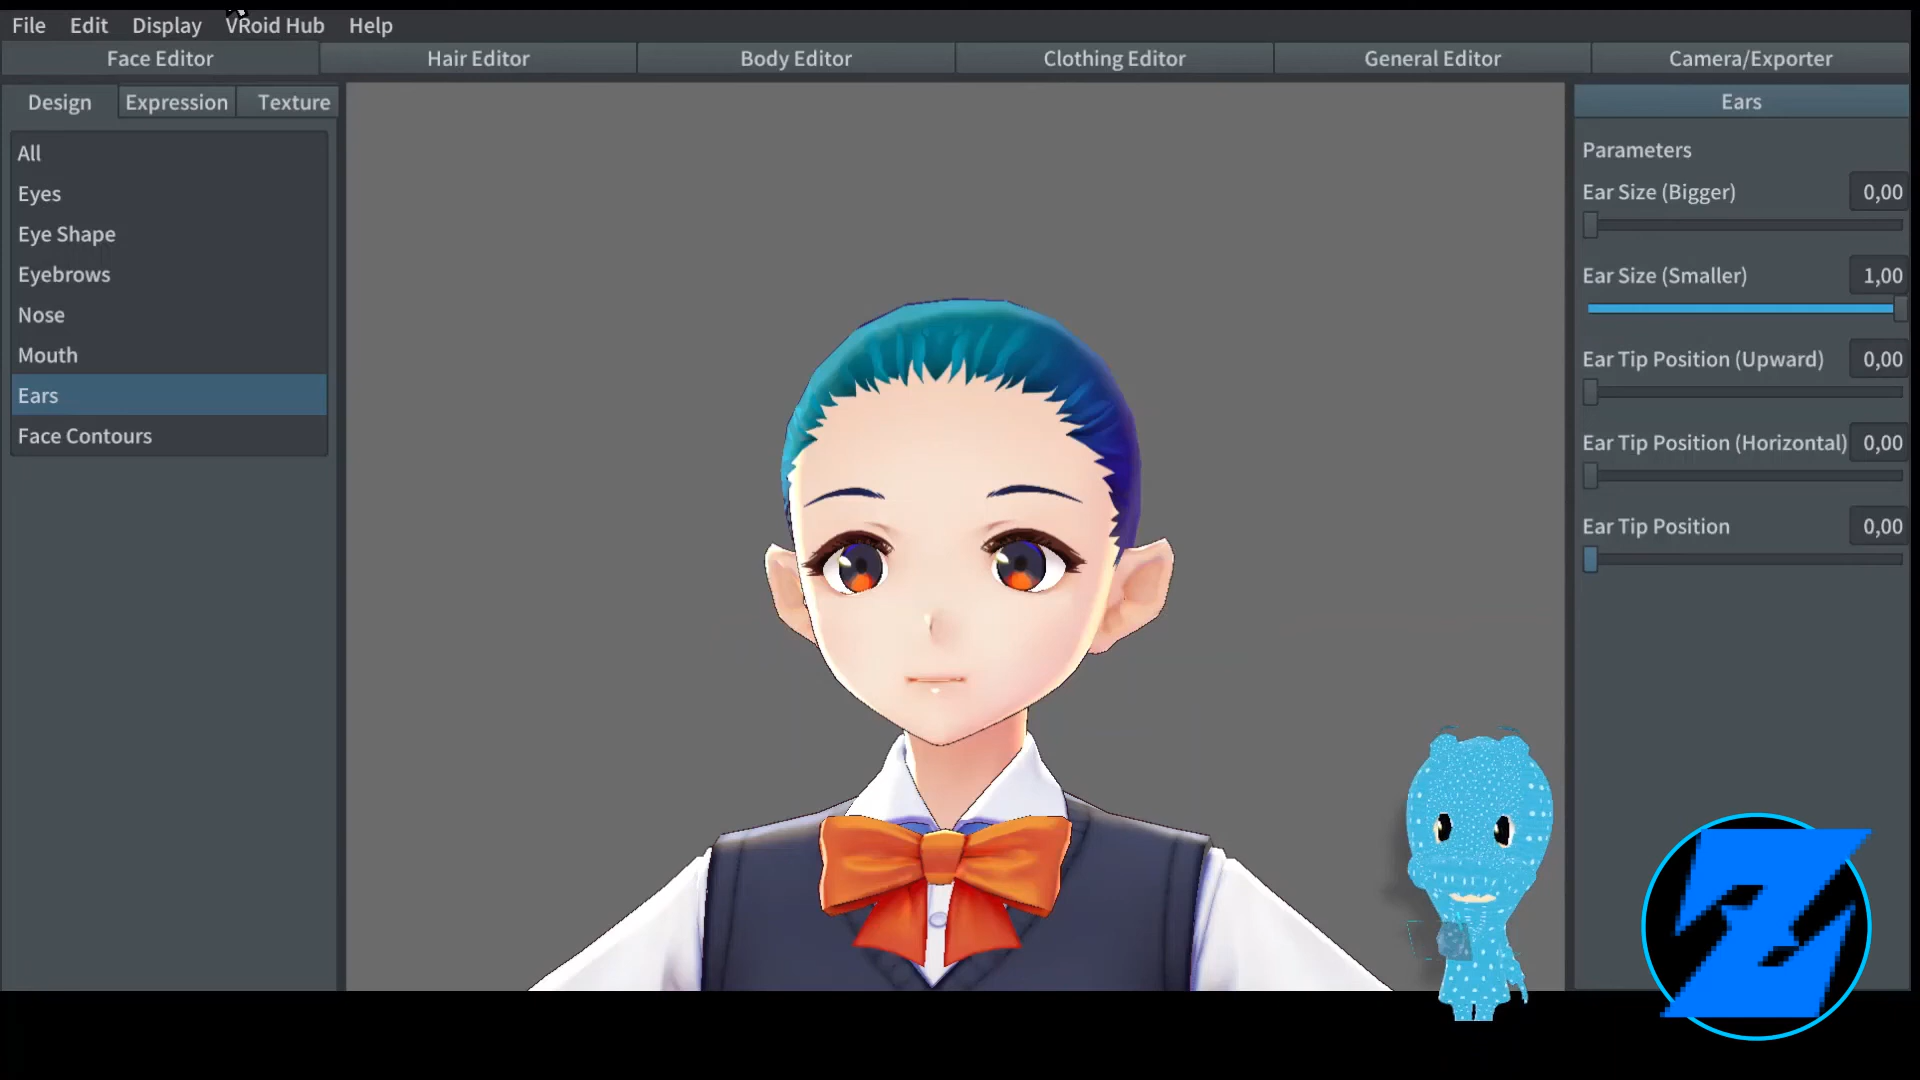 File Edit Display VRoid Hub Help
Face Editor Hair Editor Body Editor Clothing Editor General Editor Camera/Exporter
Design Expression Texture
All
Eyes
Eye Shape
Eyebrows
Nose
Mouth
Ears
Face Contours
Ears
Parameters
Ear Size (Bigger) 0,00
Ear Size (Smaller) 1,00
Ear Tip Position (Upward) 0,00
Ear Tip Position (Horizontal) 0,00
Ear Tip Position 0,00
Z